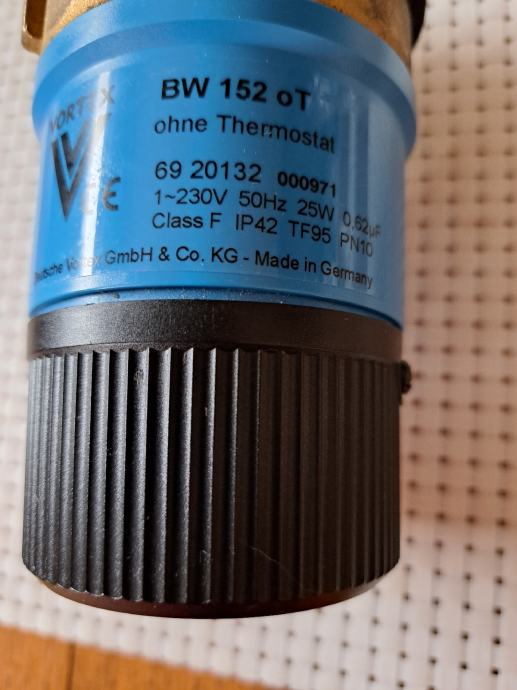 BW 152 oT
VORTEX
ohne Thermostat
V
CE
69 20132 000971
1~230V 50Hz 25W 0,62µF
Class F IP42 TF95 PN10
Deutsche Vortex GmbH & Co. KG - Made in Germany